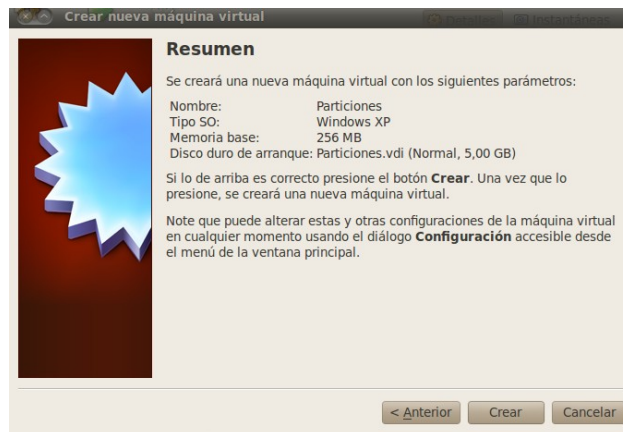 Crear nueva máquina virtual
Detalles
Instantáneas
Resumen
Se creará una nueva máquina virtual con los siguientes parámetros:
Nombre: Particiones
Tipo SO: Windows XP
Memoria base: 256 MB
Disco duro de arranque: Particiones.vdi (Normal, 5,00 GB)
Si lo de arriba es correcto presione el botón Crear. Una vez que lo
presione, se creará una nueva máquina virtual.
Note que puede alterar estas y otras configuraciones de la máquina virtual
en cualquier momento usando el diálogo Configuración accesible desde
el menú de la ventana principal.
< Anterior
Crear
Cancelar